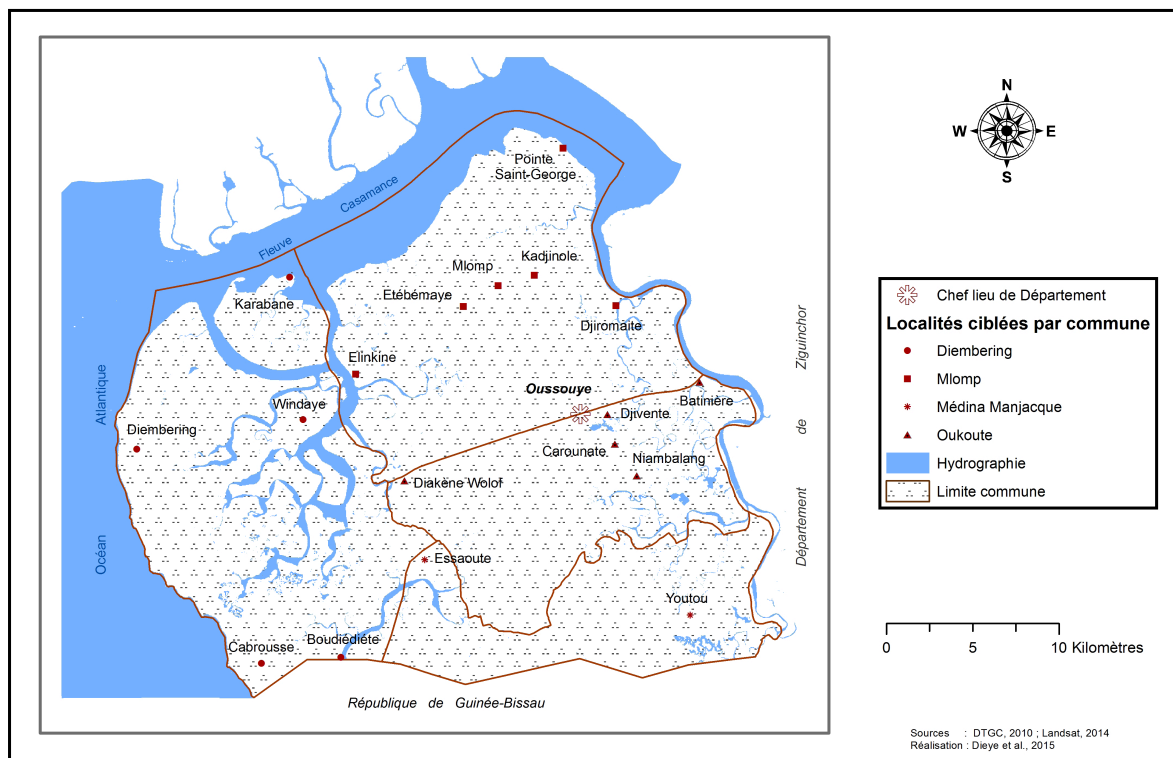 N
W
E
S
Pointe
Saint-George
Casamance
Fleuve
Kadjinole
Mlomp
Karabane
Etébémaye
Djiromaite
Ziguinchor
Elinkine
Atlantique
Oussouye
Batinière
Windaye
Djivente
Diembering
de
Carounate
Niambalang
Diakène Wolof
Département
Océan
Essaoute
Youtou
Boudiédiète
Cabrousse
République de Guinée-Bissau
Chef lieu de Département
Localités ciblées par commune
Diembering
Mlomp
Médina Manjacque
Oukoute
Hydrographie
Limite commune
0 5 10 Kilomètres
Sources : DTGC, 2010 ; Landsat, 2014
Réalisation : Dieye et al., 2015